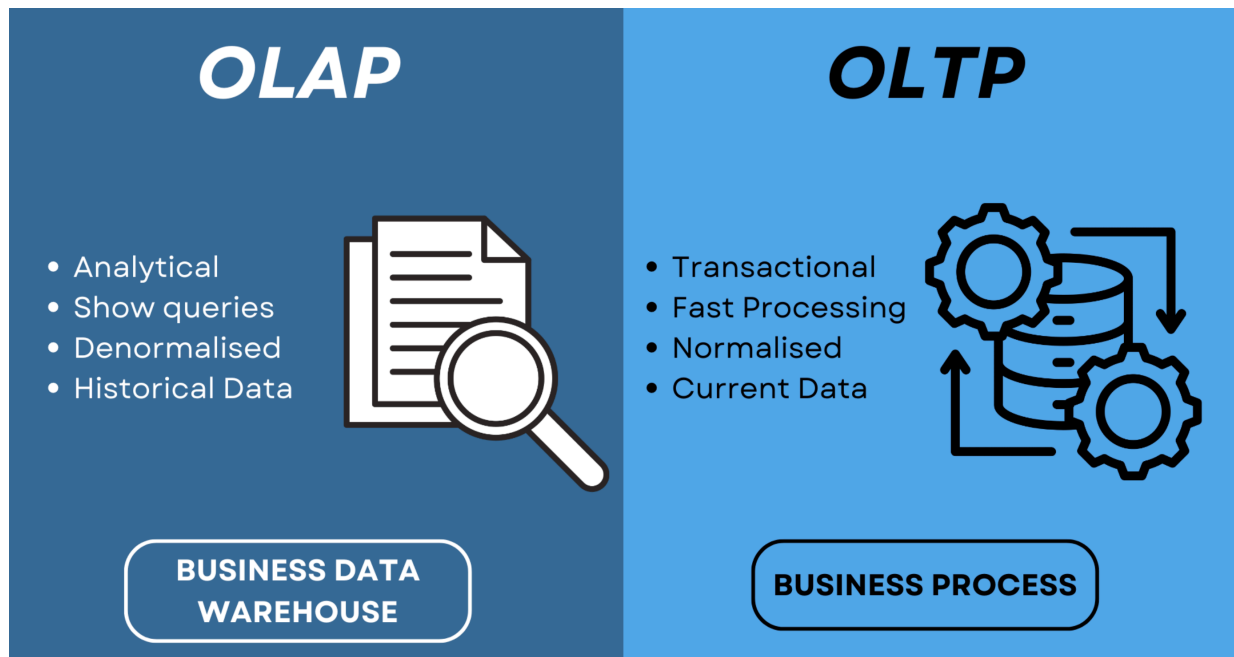 OLAP
• Analytical
• Show queries
• Denormalised
• Historical Data
BUSINESS DATA
WAREHOUSE
OLTP
• Transactional
• Fast Processing
• Normalised
• Current Data
BUSINESS PROCESS